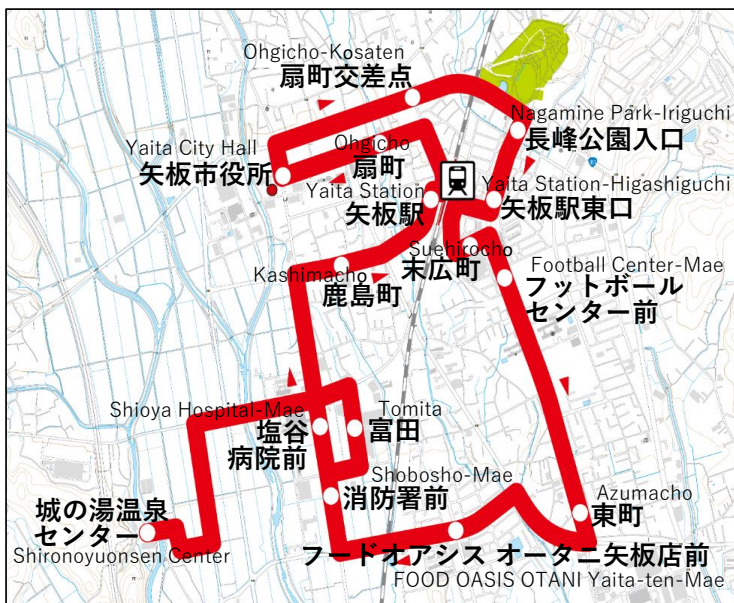 Ohgicho-Kosaten
扇町交差点
Nagamine Park-Iriguchi
長峰公園入口
Yaita City Hall
矢板市役所
Ohgicho
扇町
Yaita Station
矢板駅
Yaita Station-Higashiguchi
矢板駅東口
Suehirocho
末広町
Kashimacho
鹿島町
Football Center-Mae
フットボール
センター前
Shioya Hospital-Mae
塩谷
病院前
Tomita
富田
Shobosho-Mae
消防署前
城の湯温泉
センター
Shironoyuonsen Center
Azumacho
東町
フードオアシス オータニ矢板店前
FOOD OASIS OTANI Yaita-ten-Mae